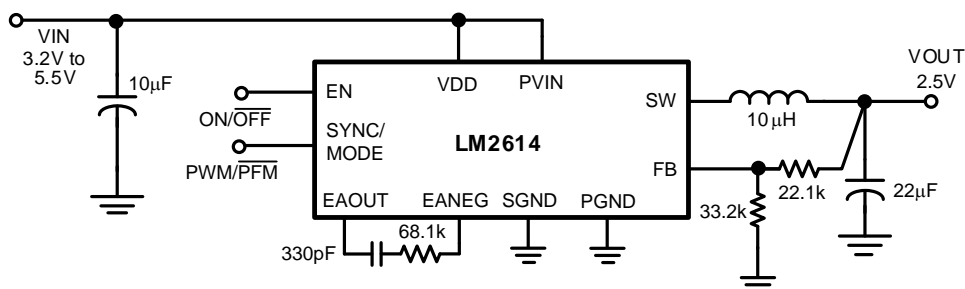 VIN
3.2V to
5.5V
10μF
VDD
PVIN
VOUT
2.5V
EN
ON/OFF
SYNC/
MODE
PWM/PFM
LM2614
SW
10μH
FB
22.1k
22μF
33.2k
EAOUT
EANEG
SGND
PGND
330pF
68.1k